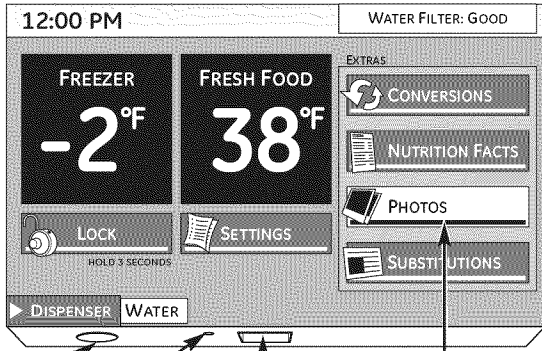 12:00 PM
WATER FILTER: GOOD
EXTRAS
FREEZER
-2°F
FRESH FOOD
38°F
CONVERSIONS
NUTRITION FACTS
PHOTOS
SUBSTITUTIONS
LOCK
HOLD 3 SECONDS
SETTINGS
DISPENSER
WATER